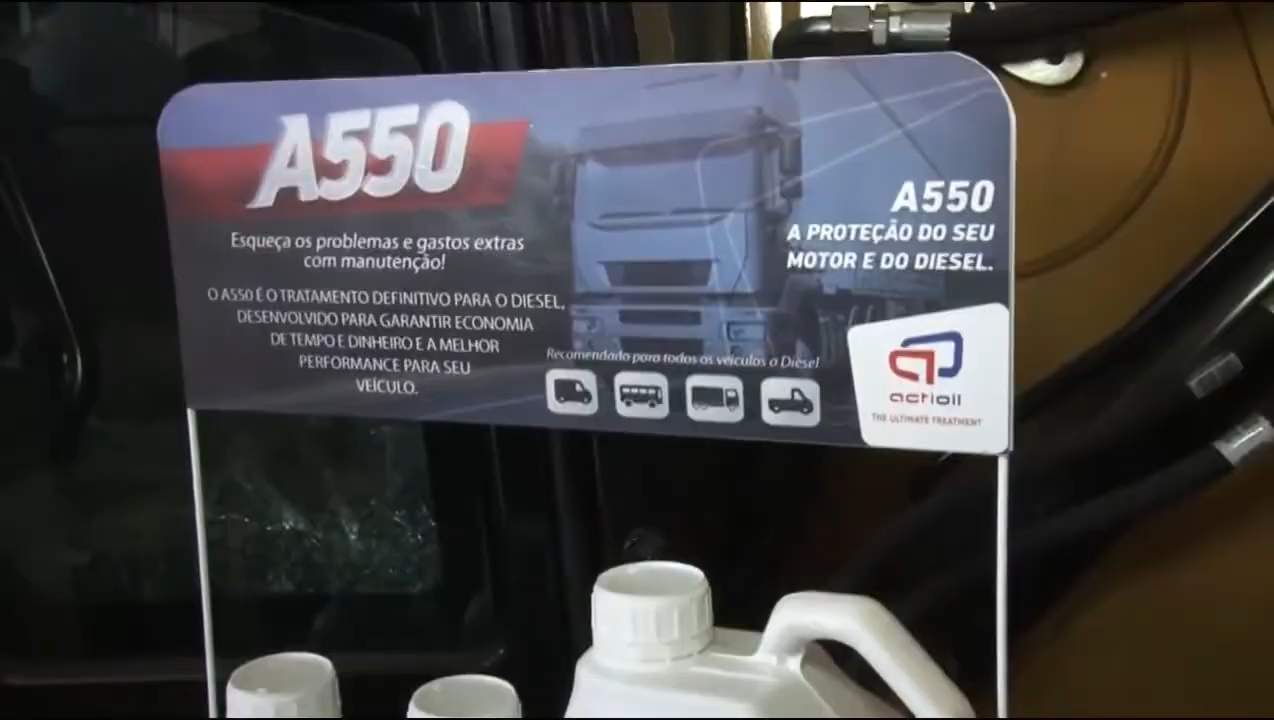 A550
Esqueça os problemas e gastos extras
com manutenção!
O A550 É O TRATAMENTO DEFINITIVO PARA O DIESEL,
DESENVOLVIDO PARA GARANTIR ECONOMIA
DE TEMPO E DINHEIRO E A MELHOR
PERFORMANCE PARA SEU
VEÍCULO.
Recomendado para todos os veículos a Diesel
A550
A PROTEÇÃO DO SEU
MOTOR E DO DIESEL.
actioil
THE ULTIMATE TREATMENT